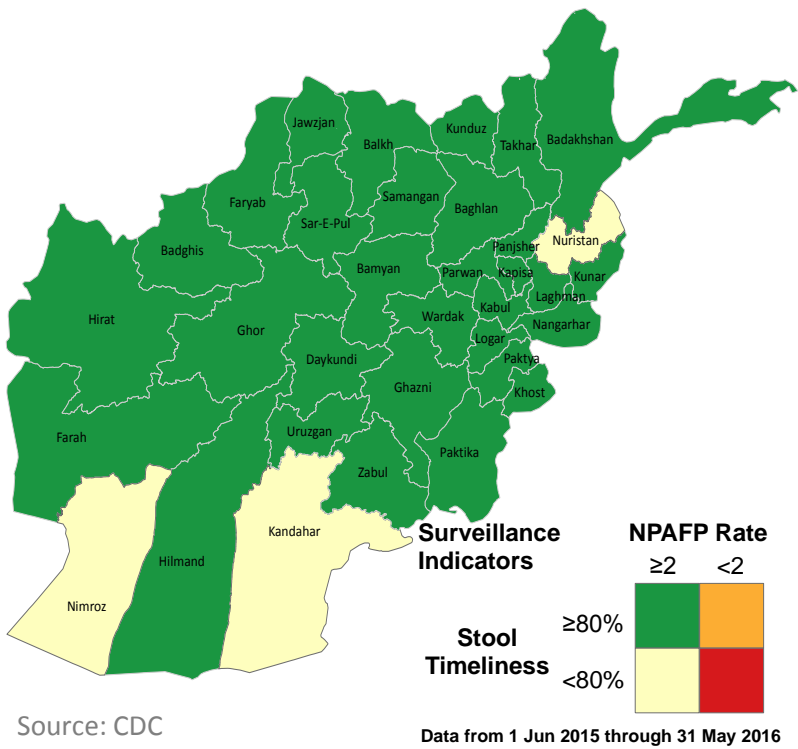 Jawzjan
Balkh
Kunduz
Takhar
Badakhshan
Faryab
Samangan
Sar-E-Pul
Baghlan
Badghis
Panjsher
Nuristan
Bamyan
Parwan
Kapisa
Kunar
Laghman
Kabul
Hirat
Ghor
Wardak
Nangarhar
Logar
Daykundi
Paktya
Ghazni
Khost
Farah
Uruzgan
Zabul
Paktika
Kandahar
Hilmand
Nimroz
Surveillance
Indicators
NPAFP Rate
≥2 <2
Stool
Timeliness
≥80%
<80%
Source: CDC
Data from 1 Jun 2015 through 31 May 2016